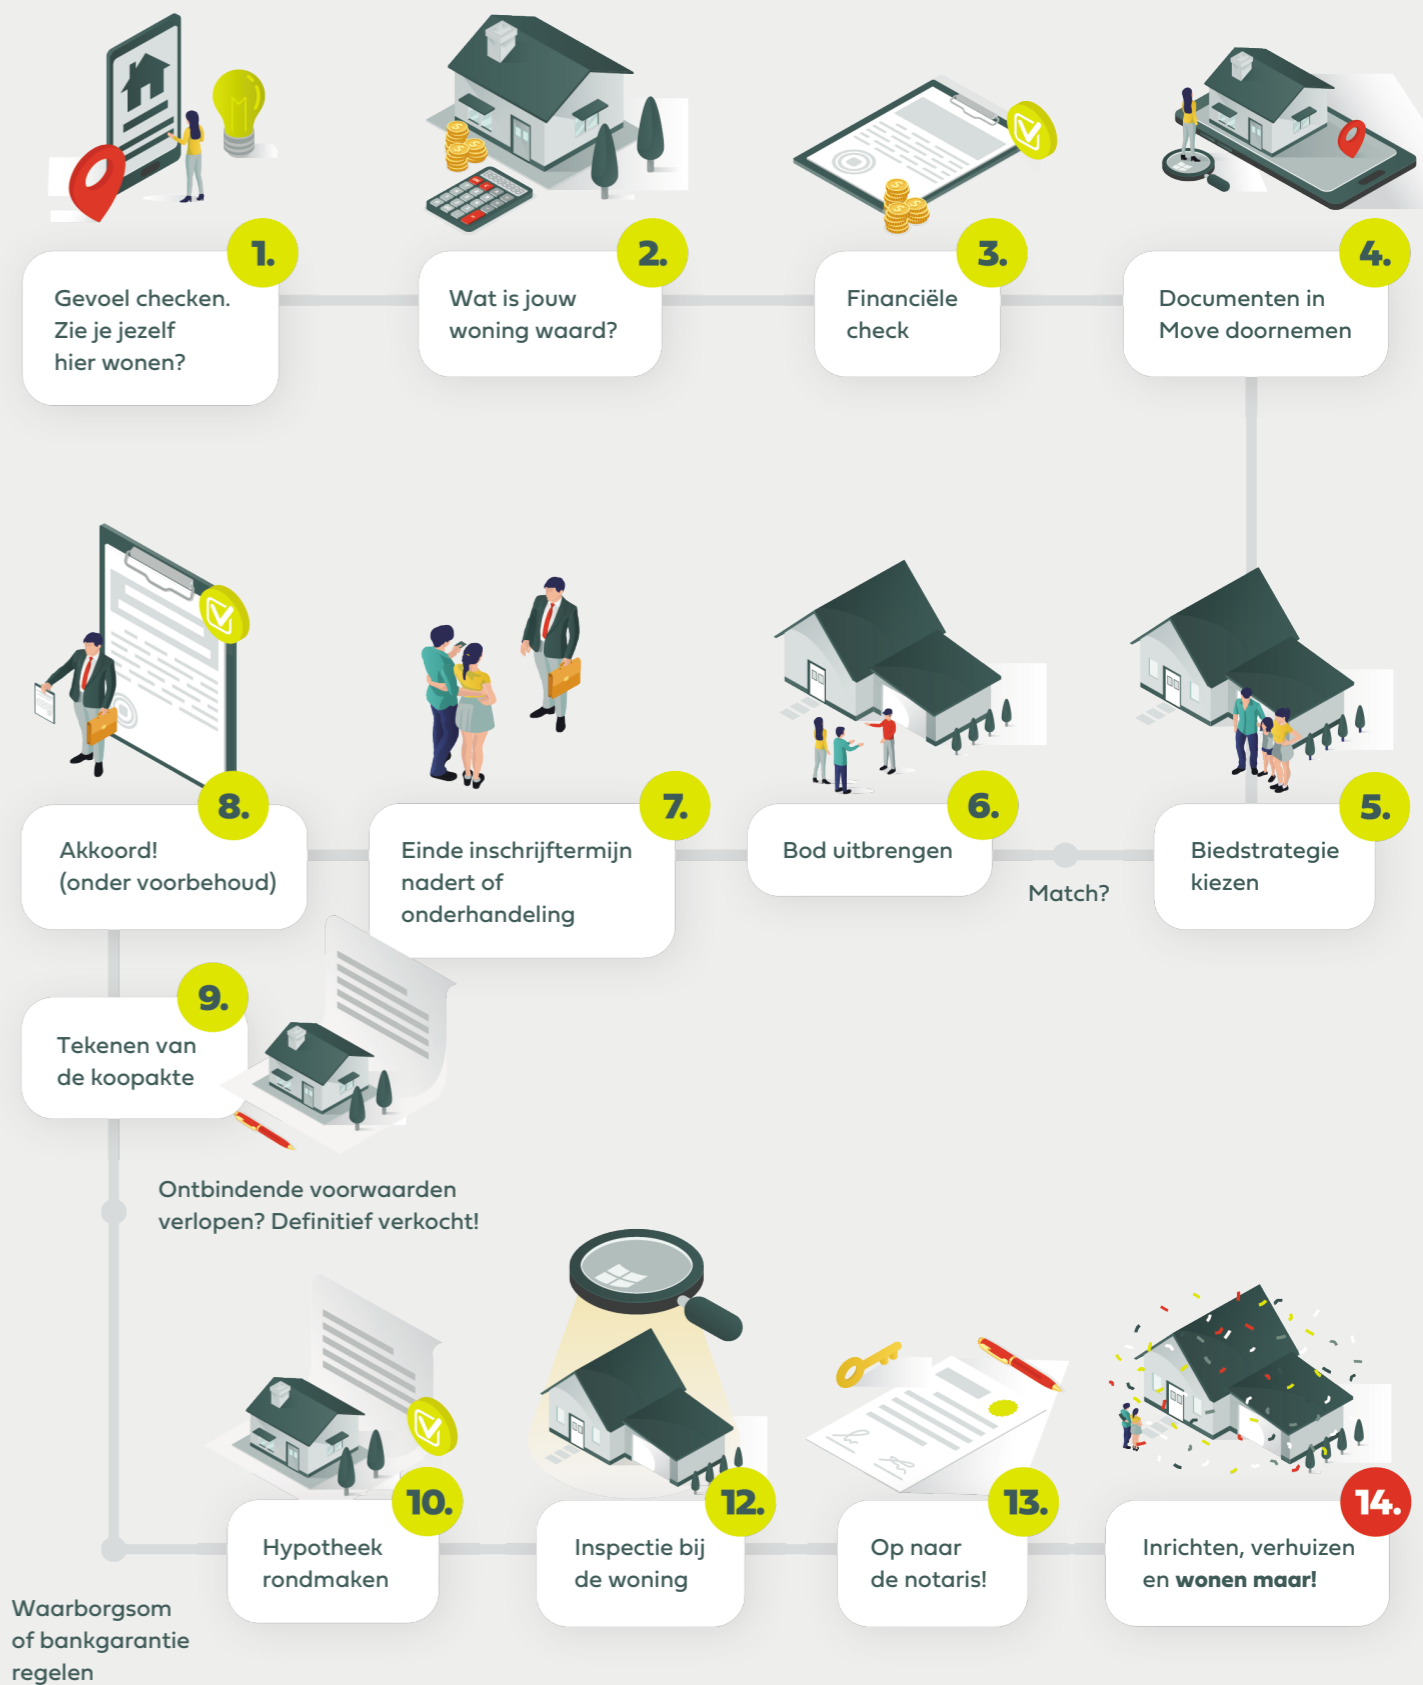 1.
Gevoel checken.
Zie je jezelf
hier wonen?
2.
Wat is jouw
woning waard?
3.
Financiële
check
4.
Documenten in
Move doornemen
5.
Biedstrategie
kiezen
Match?
6.
Bod uitbrengen
7.
Einde inschrijftermijn
nadert of
onderhandeling
8.
Akkoord!
(onder voorbehoud)
9.
Tekenen van
de koopakte
Ontbindende voorwaarden
verlopen? Definitief verkocht!
Waarborgsom
of bankgarantie
regelen
10.
Hypotheek
rondmaken
12.
Inspectie bij
de woning
13.
Op naar
de notaris!
14.
Inrichten, verhuizen
en wonen maar!